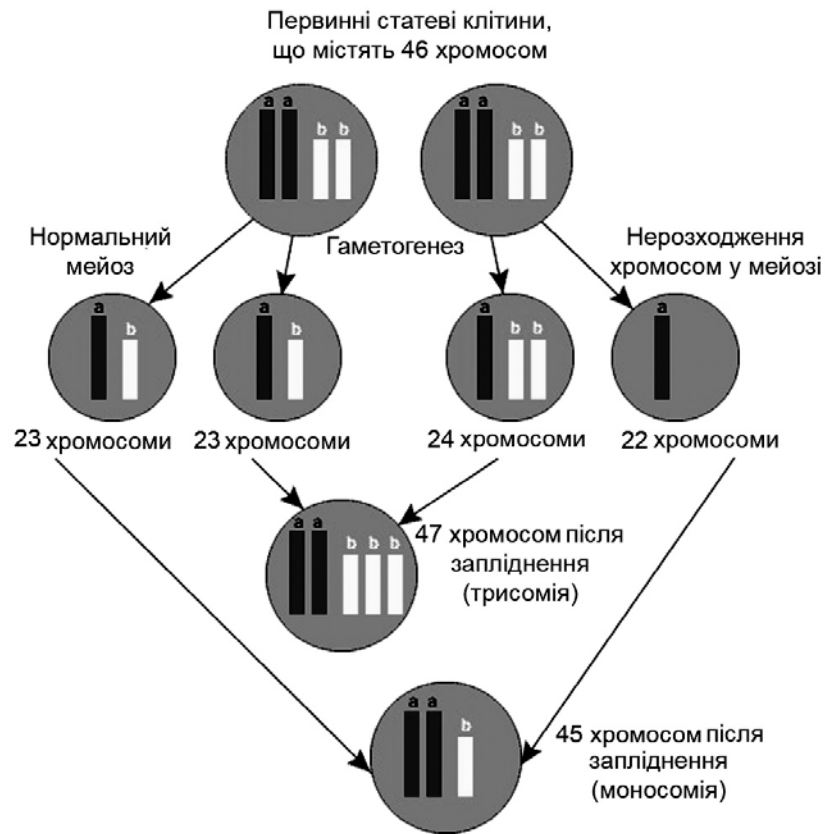 Первинні статеві клітини,
що містять 46 хромосом
a a
b b
a a
b b
Нормальний
мейоз
Гаметогенез
Нерозходження
хромосом у мейозі
a
b
a
b
a
b b
a
23 хромосоми
23 хромосоми
24 хромосоми
22 хромосоми
a a
b b b
47 хромосом після
запліднення
(трисомія)
a a
b
45 хромосом після
запліднення
(моносомія)